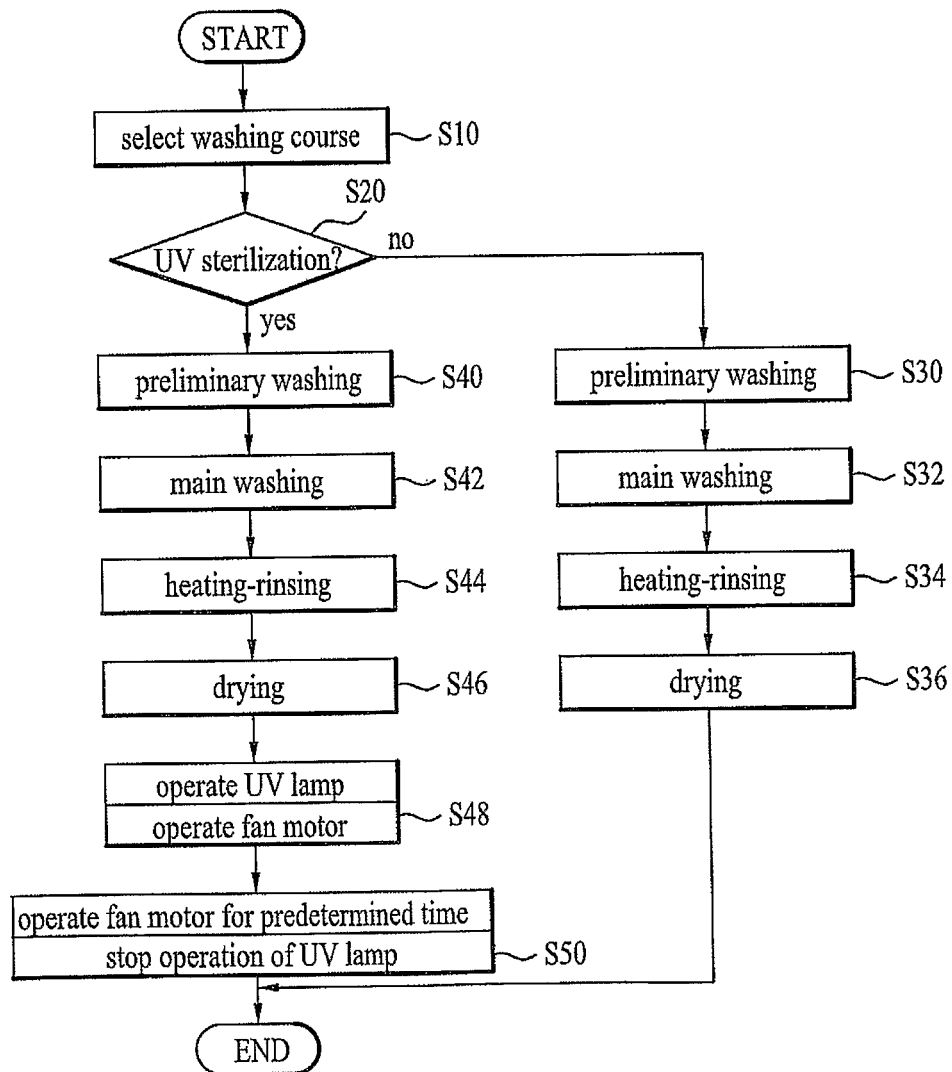 START
select washing course
S10
S20
UV sterilization?
no
yes
preliminary washing
S40
main washing
S42
heating-rinsing
S44
drying
S46
operate UV lamp
operate fan motor
S48
operate fan motor for predetermined time
stop operation of UV lamp
S50
preliminary washing
S30
main washing
S32
heating-rinsing
S34
drying
S36
END